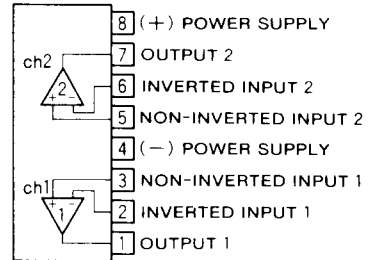 8 (+) POWER SUPPLY
7 OUTPUT 2
ch2
6 INVERTED INPUT 2
2
+ −
5 NON-INVERTED INPUT 2
4 (−) POWER SUPPLY
3 NON-INVERTED INPUT 1
ch1
+ −
1
2 INVERTED INPUT 1
1 OUTPUT 1